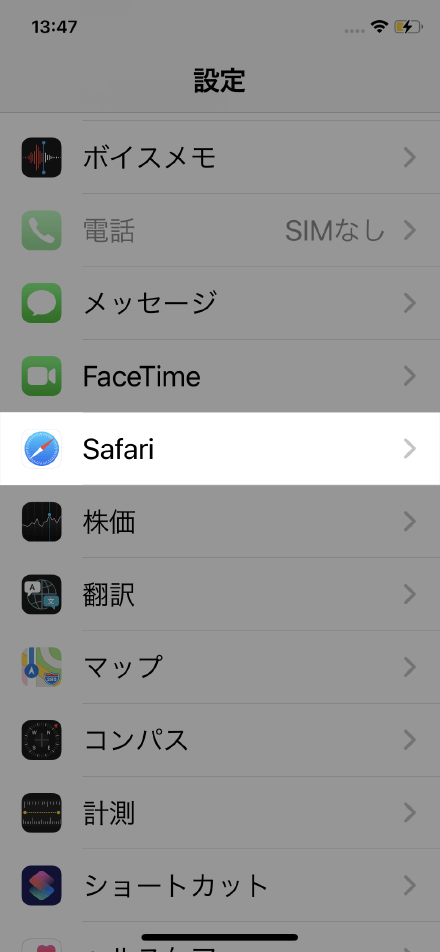 13:47
設定
ボイスメモ
電話 SIMなし
メッセージ
FaceTime
Safari
株価
翻訳
マップ
コンパス
計測
ショートカット